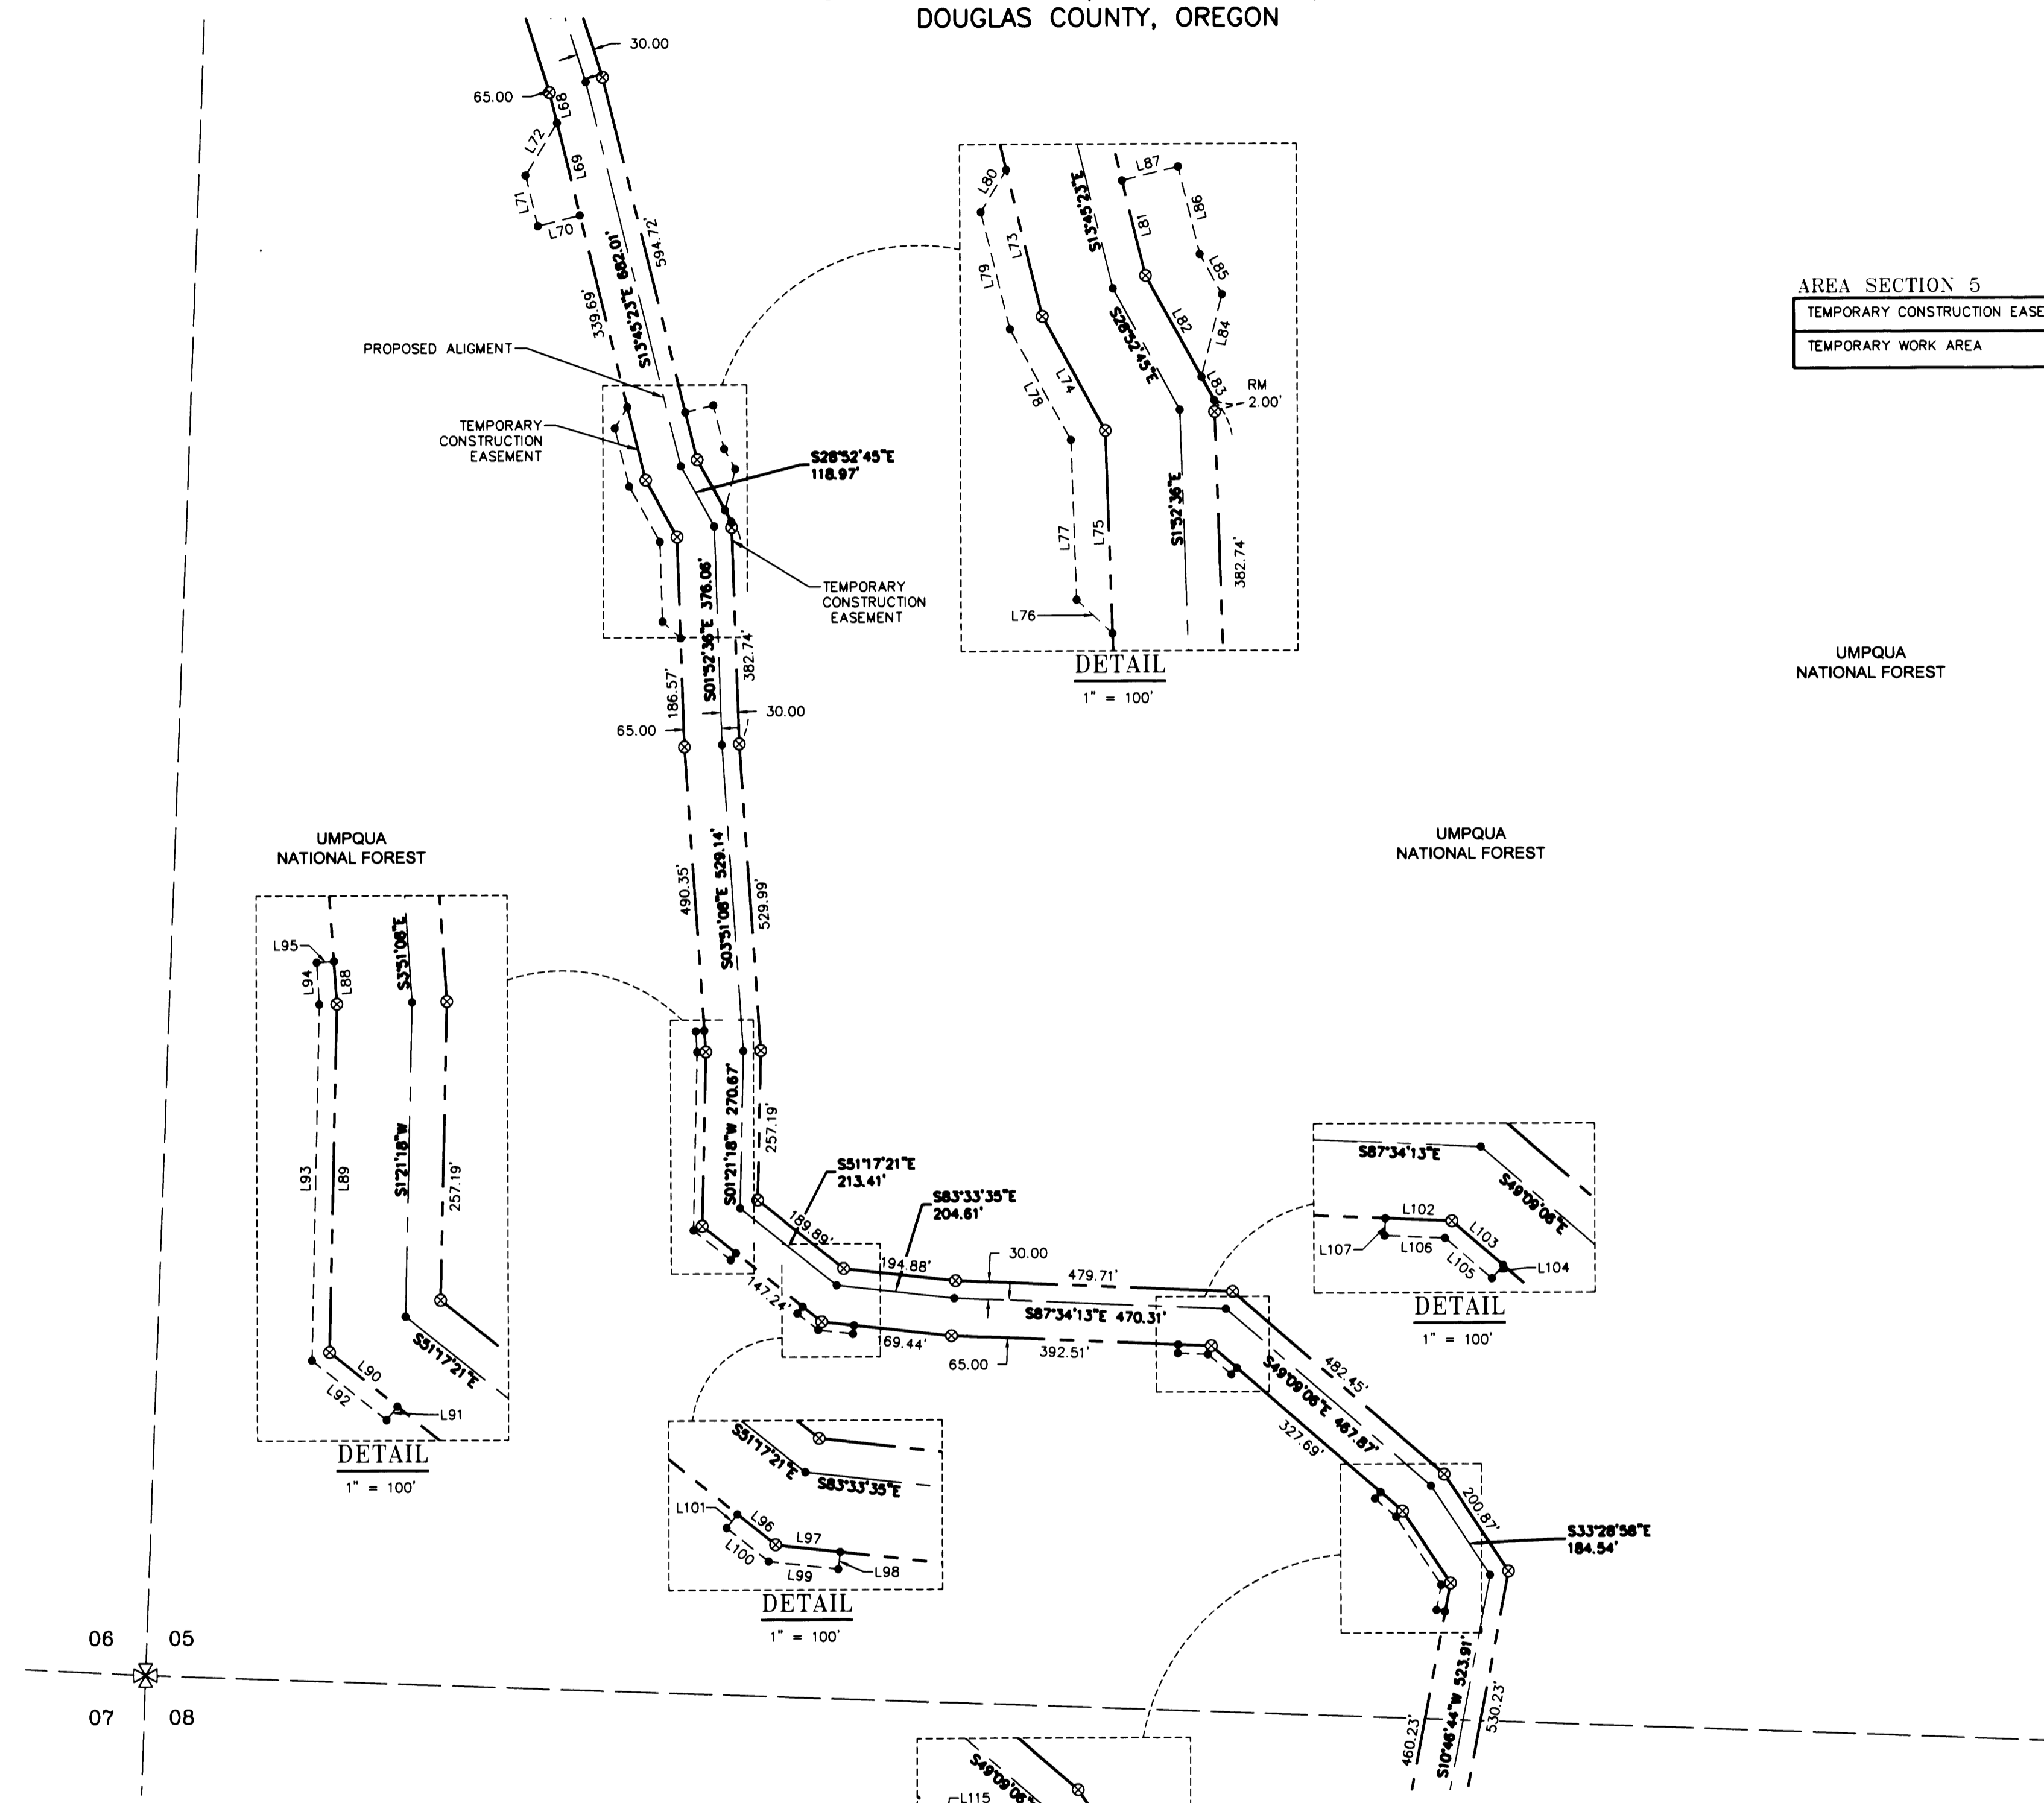 DOUGLAS COUNTY, OREGON
30.00
65.00
L68
L72
L69
L71
L70
594.72'
S13°45'23"E 682.01'
339.69'
PROPOSED ALIGMENT
TEMPORARY
CONSTRUCTION
EASEMENT
S28°52'45"E
118.97'
TEMPORARY
CONSTRUCTION
EASEMENT
S01°52'36"E 376.06'
382.74'
186.57'
65.00
30.00
L80
L87
S13°45'23"E
L86
L81
L73
L79
L85
S28°52'45"E
L82
L84
L74
L78
L83
RM
2.00'
S1°52'36"E
L77
L75
382.74'
L76
DETAIL
1" = 100'
AREA SECTION 5
TEMPORARY CONSTRUCTION EASE
TEMPORARY WORK AREA
UMPQUA
NATIONAL FOREST
UMPQUA
NATIONAL FOREST
UMPQUA
NATIONAL FOREST
490.35'
S03°51'08"E 529.14'
529.99'
L95
L94
L88
S3°51'08"E
L93
L89
S1°21'18"W
257.19'
L90
L92
L91
S51°17'21"E
DETAIL
1" = 100'
S01°21'18"W 270.67'
257.19'
S51°17'21"E
213.41'
189.89'
S83°33'35"E
204.61'
194.88'
30.00
479.71'
S87°34'13"E 470.31'
147.24'
169.44'
65.00
392.51'
S87°34'13"E
S49°09'06"E
L102
L103
L107
L106
L105
L104
DETAIL
1" = 100'
482.45'
S49°09'06"E 467.87'
327.69'
200.87'
S33°28'58"E
184.54'
S51°17'21"E
S83°33'35"E
L101
L96
L97
L100
L99
L98
DETAIL
1" = 100'
06 05
07 08
460.23'
S10°46'44"W 523.91'
530.23'
S49°09'06"
L115